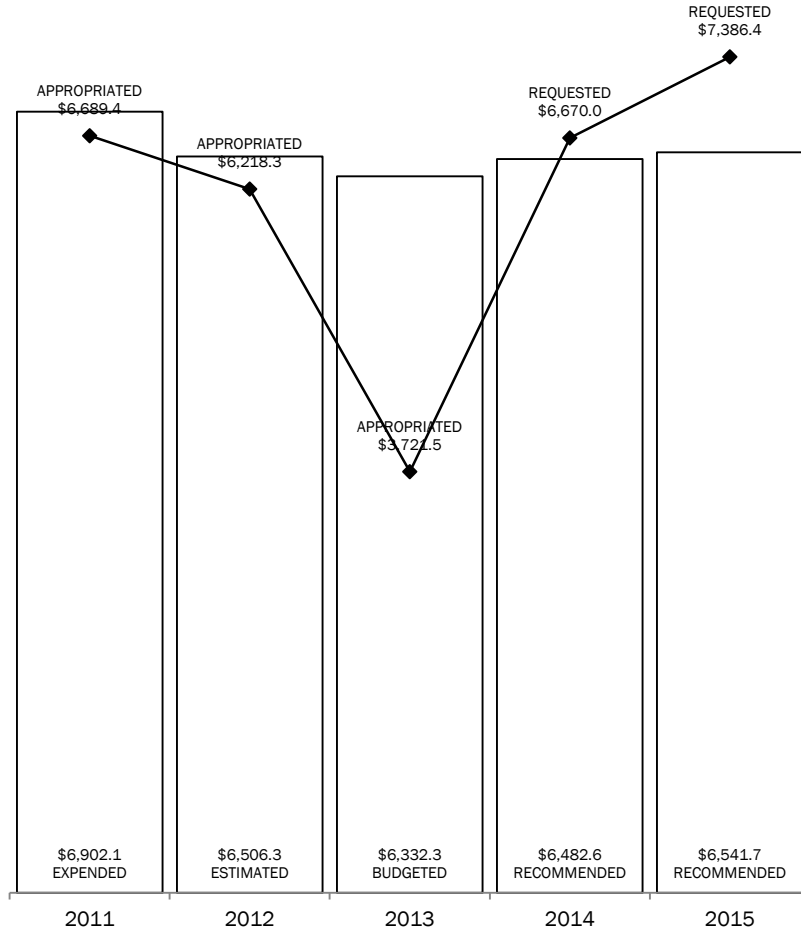 REQUESTED
$7,386.4
APPROPRIATED
$6,689.4
REQUESTED
$6,670.0
APPROPRIATED
$6,218.3
APPROPRIATED
$3,721.5
$6,902.1
EXPENDED
$6,506.3
ESTIMATED
$6,332.3
BUDGETED
$6,482.6
RECOMMENDED
$6,541.7
RECOMMENDED
2011
2012
2013
2014
2015